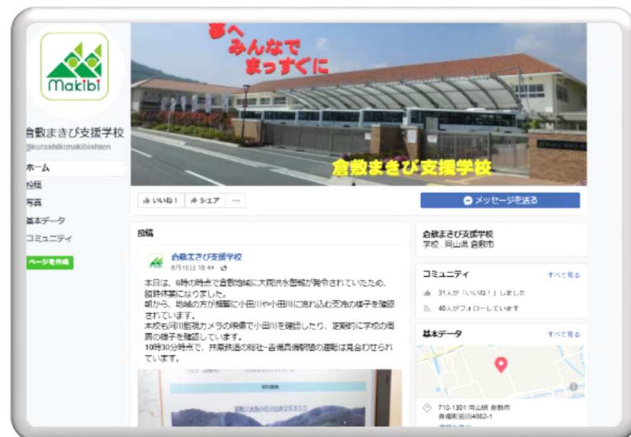 夢へ
みんなで
まっすぐに
Makibi
倉敷まきび支援学校
倉敷まきび支援学校
@kurashikimakibishien
ホーム
投稿
写真
基本データ
コミュニティ
ページを作成
いいね！
シェア
メッセージを送る
投稿
倉敷まきび支援学校
本日は、6時の時点で倉敷地域に大雨洪水警報が発令されていたため、
臨時休業になりました。
朝から、地域の方が頻繁に小田川や小田川に流れ込む支流の様子を確認
されています。
本校も河川監視カメラの映像で小田川を確認したり、定期的に学校の周
囲の様子を確認しています。
10時30分時点で、井原鉄道の総社-吉備真備駅間の運転は見合わせられ
ています。
倉敷まきび支援学校
学校 · 岡山県 倉敷市
コミュニティ
すべて見る
31人が「いいね！」しました
40人がフォローしています
基本データ
すべて見る
710-1301 岡山県 倉敷市